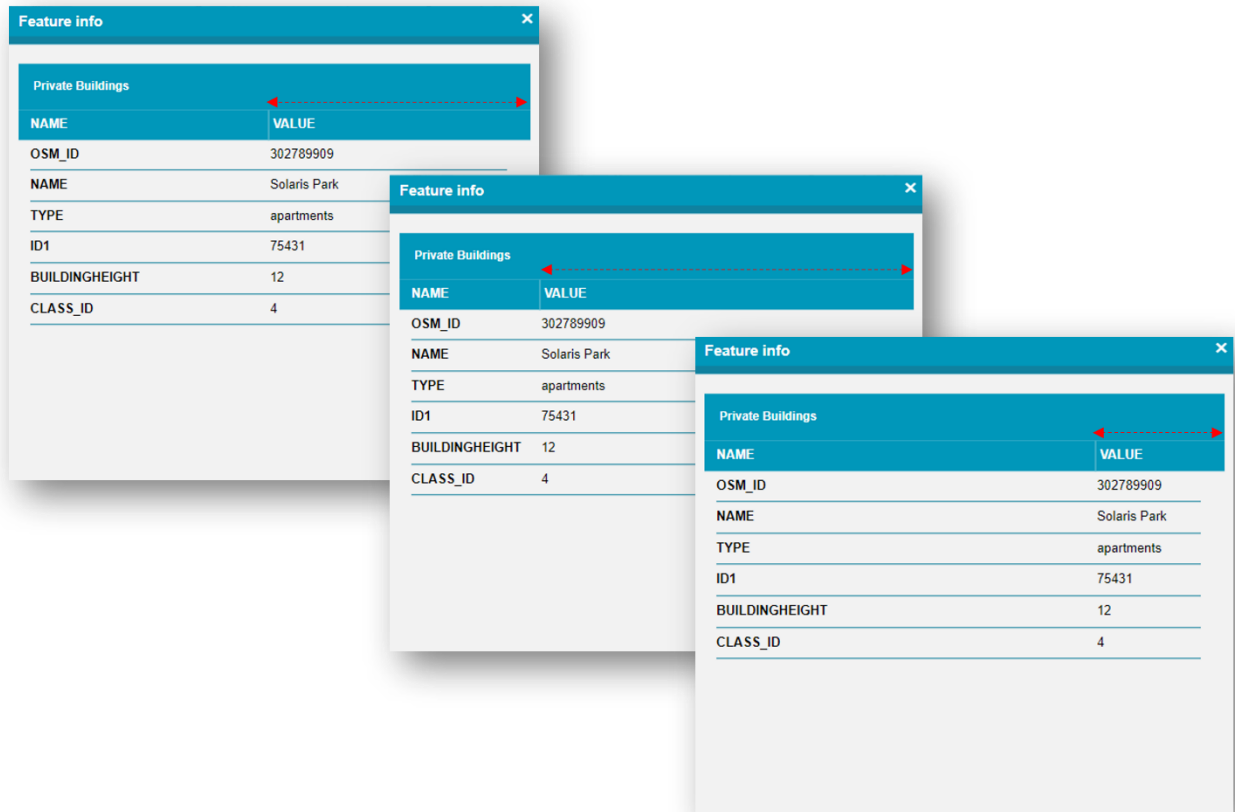 Feature info ×
Private Buildings
NAME VALUE
OSM_ID 302789909
NAME Solaris Park
TYPE apartments
ID1 75431
BUILDINGHEIGHT 12
CLASS_ID 4
Feature info ×
Private Buildings
NAME VALUE
OSM_ID 302789909
NAME Solaris Park
TYPE apartments
ID1 75431
BUILDINGHEIGHT 12
CLASS_ID 4
Feature info ×
Private Buildings
NAME VALUE
OSM_ID 302789909
NAME Solaris Park
TYPE apartments
ID1 75431
BUILDINGHEIGHT 12
CLASS_ID 4